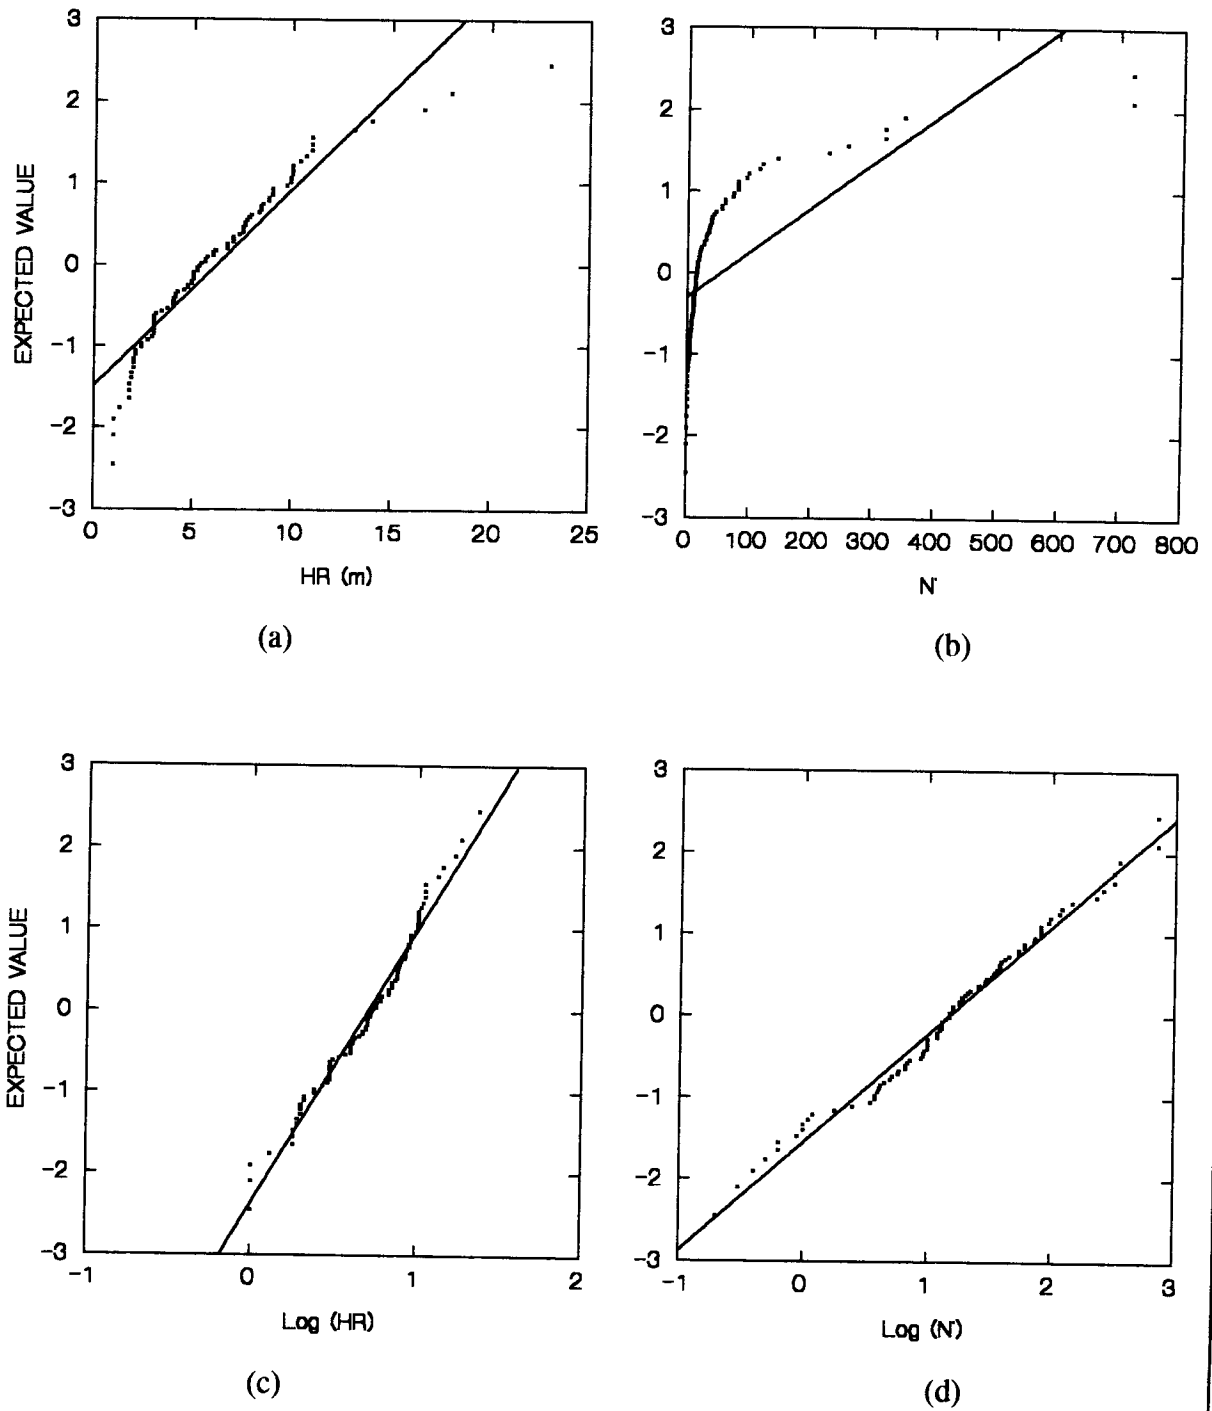 3
2
1
0
−1
−2
−3
EXPECTED VALUE
0 5 10 15 20 25
HR (m)
(a)
3
2
1
0
−1
−2
−3
0 100 200 300 400 500 600 700 800
N'
(b)
3
2
1
0
−1
−2
−3
EXPECTED VALUE
−1 0 1 2
Log (HR)
(c)
3
2
1
0
−1
−2
−3
−1 0 1 2 3
Log (N')
(d)